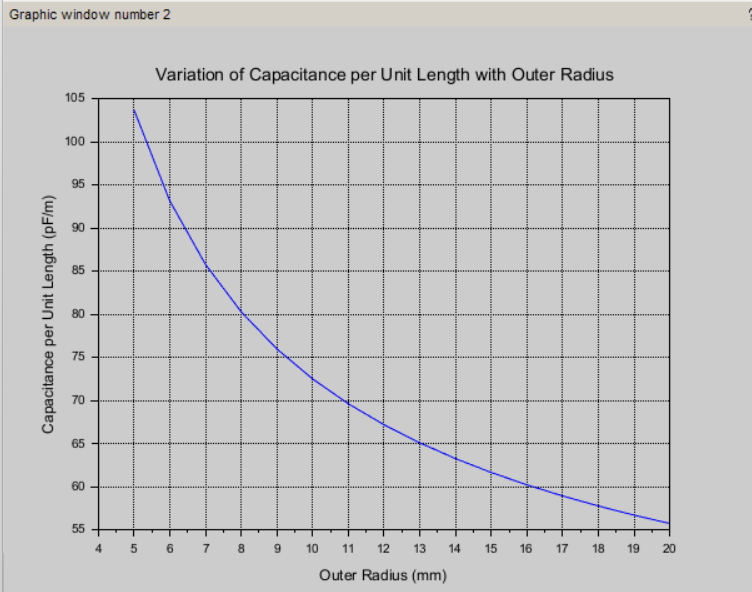 Graphic window number 2
?
Variation of Capacitance per Unit Length with Outer Radius
105
100
95
90
85
80
75
70
65
60
55
Capacitance per Unit Length (pF/m)
4 5 6 7 8 9 10 11 12 13 14 15 16 17 18 19 20
Outer Radius (mm)